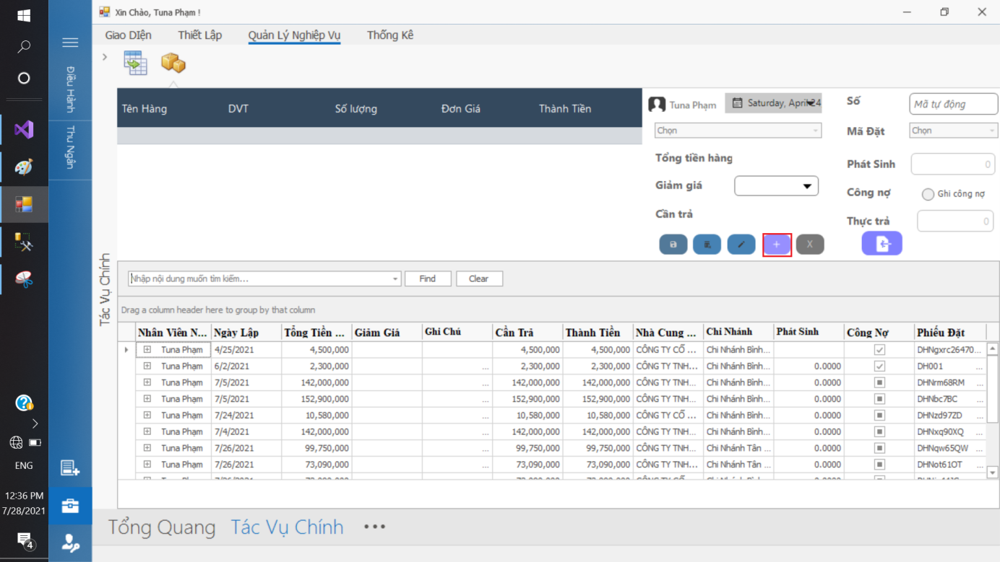 Xin Chào, Tuna Phạm !
Giao DIện Thiết Lập Quản Lý Nghiệp Vụ Thống Kê
Điều Hành
Thu Ngân
Tác Vụ Chính
Tên Hàng DVT Số lượng Đơn Giá Thành Tiền
Tuna Phạm Saturday, April 24
Số Mã tự động
Chọn
Mã Đặt Chọn
Tổng tiền hàng
Phát Sinh 0
Giảm giá
Công nợ Ghi công nợ
Cần trả
Thực trả 0
X
Nhập nội dung muốn tìm kiếm... Find Clear
Drag a column header here to group by that column
Nhân Viên N... Ngày Lập Tổng Tiền ... Giảm Giá Ghi Chú Cần Trả Thành Tiền Nhà Cung ... Chi Nhánh Phát Sinh Công Nợ Phiếu Đặt
Tuna Phạm 4/25/2021 4,500,000 4,500,000 4,500,000 CÔNG TY CỔ ... Chi Nhánh Bình... DHNgxrc26470...
Tuna Phạm 6/2/2021 2,300,000 ... 2,300,000 2,300,000 CÔNG TY TNH... Chi Nhánh Bình... 0.0000 DH001 ...
Tuna Phạm 7/5/2021 142,000,000 ... 142,000,000 142,000,000 CÔNG TY TNH... Chi Nhánh Bình... 0.0000 DHNrm68RM ...
Tuna Phạm 7/5/2021 152,900,000 ... 152,900,000 152,900,000 CÔNG TY TNH... Chi Nhánh Bình... 0.0000 DHNbc7BC ...
Tuna Phạm 7/24/2021 10,580,000 ... 10,580,000 10,580,000 CÔNG TY CỔ ... Chi Nhánh Bình... 0.0000 DHNzd97ZD ...
Tuna Phạm 7/4/2021 142,000,000 ... 142,000,000 142,000,000 CÔNG TY TNH... Chi Nhánh Bình... 0.0000 DHNxq90XQ ...
Tuna Phạm 7/26/2021 99,750,000 ... 99,750,000 99,750,000 CÔNG TY TNH... Chi Nhánh Tân ... 0.0000 DHNqw65QW ...
Tuna Phạm 7/26/2021 73,090,000 ... 73,090,000 73,090,000 CÔNG TY TNH... Chi Nhánh Tân ... 0.0000 DHNot61OT ...
Tổng Quang Tác Vụ Chính •••
ENG
12:36 PM
7/28/2021
4